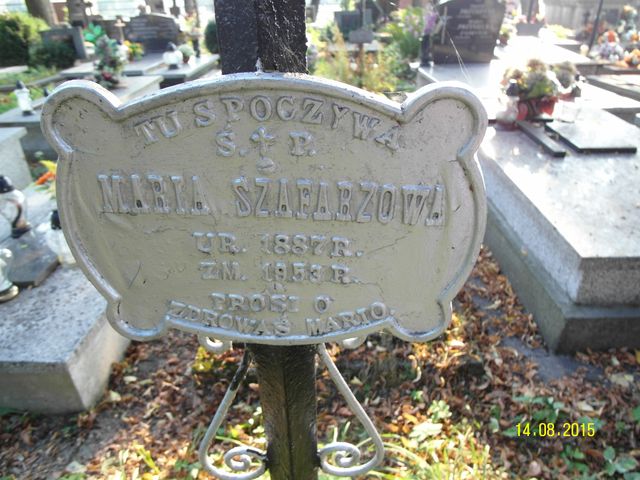 TU SPOCZYWA
Ś. † P.
MARIA SZAFARZOWA
UR. 1887 R.
ZM. 1953 R.
PROSI O
ZDROWAŚ MARIO.
14.08.2015